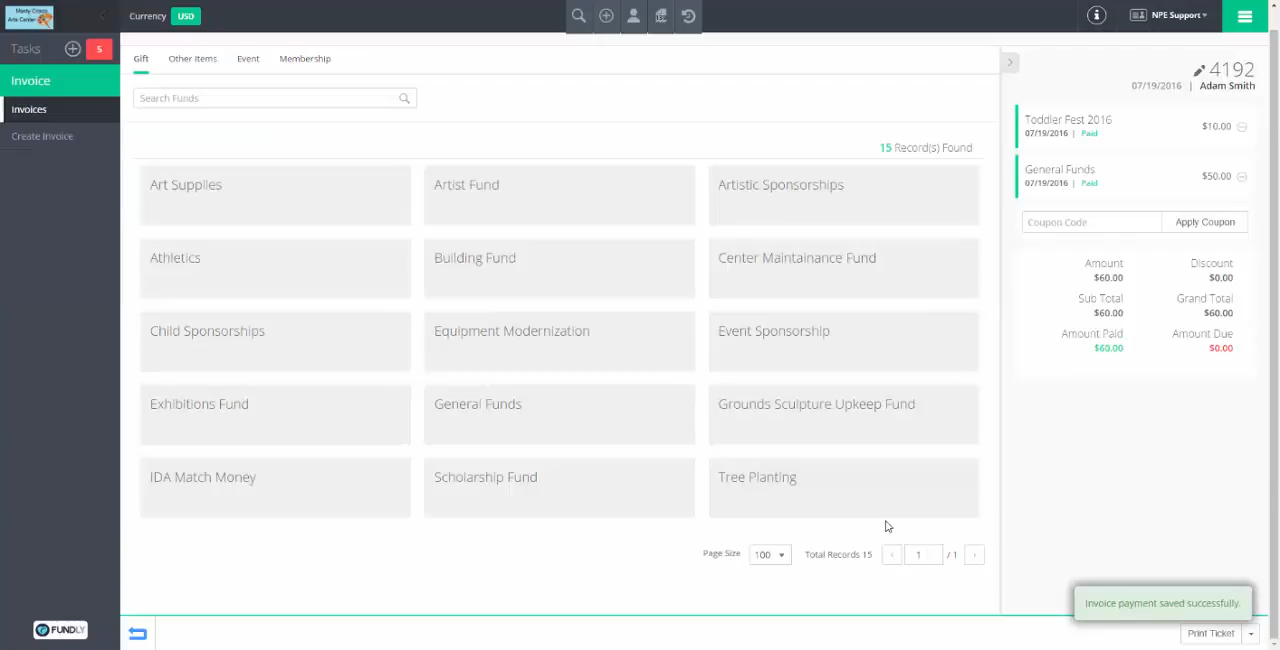 Monty Cristo
Arts Center
Currency USD
NPE Support
Tasks 5
Invoice
Invoices
Create Invoice
Gift Other Items Event Membership
Search Funds
15 Record(s) Found
Art Supplies Artist Fund Artistic Sponsorships
Athletics Building Fund Center Maintainance Fund
Child Sponsorships Equipment Modernization Event Sponsorship
Exhibitions Fund General Funds Grounds Sculpture Upkeep Fund
IDA Match Money Scholarship Fund Tree Planting
Page Size 100 Total Records 15 1 / 1
4192
07/19/2016 | Adam Smith
Toddler Fest 2016
07/19/2016 | Paid
$10.00
General Funds
07/19/2016 | Paid
$50.00
Coupon Code Apply Coupon
Amount Discount
$60.00 $0.00
Sub Total Grand Total
$60.00 $60.00
Amount Paid Amount Due
$60.00 $0.00
Invoice payment saved successfully.
FUNDLY
Print Ticket